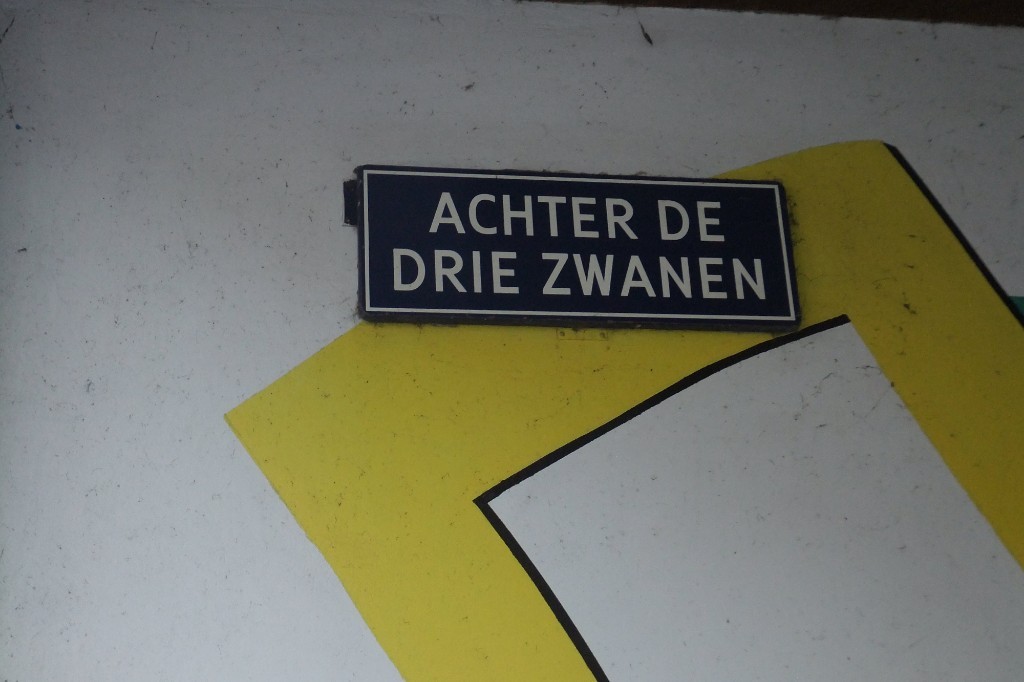 ACHTER DE
DRIE ZWANEN